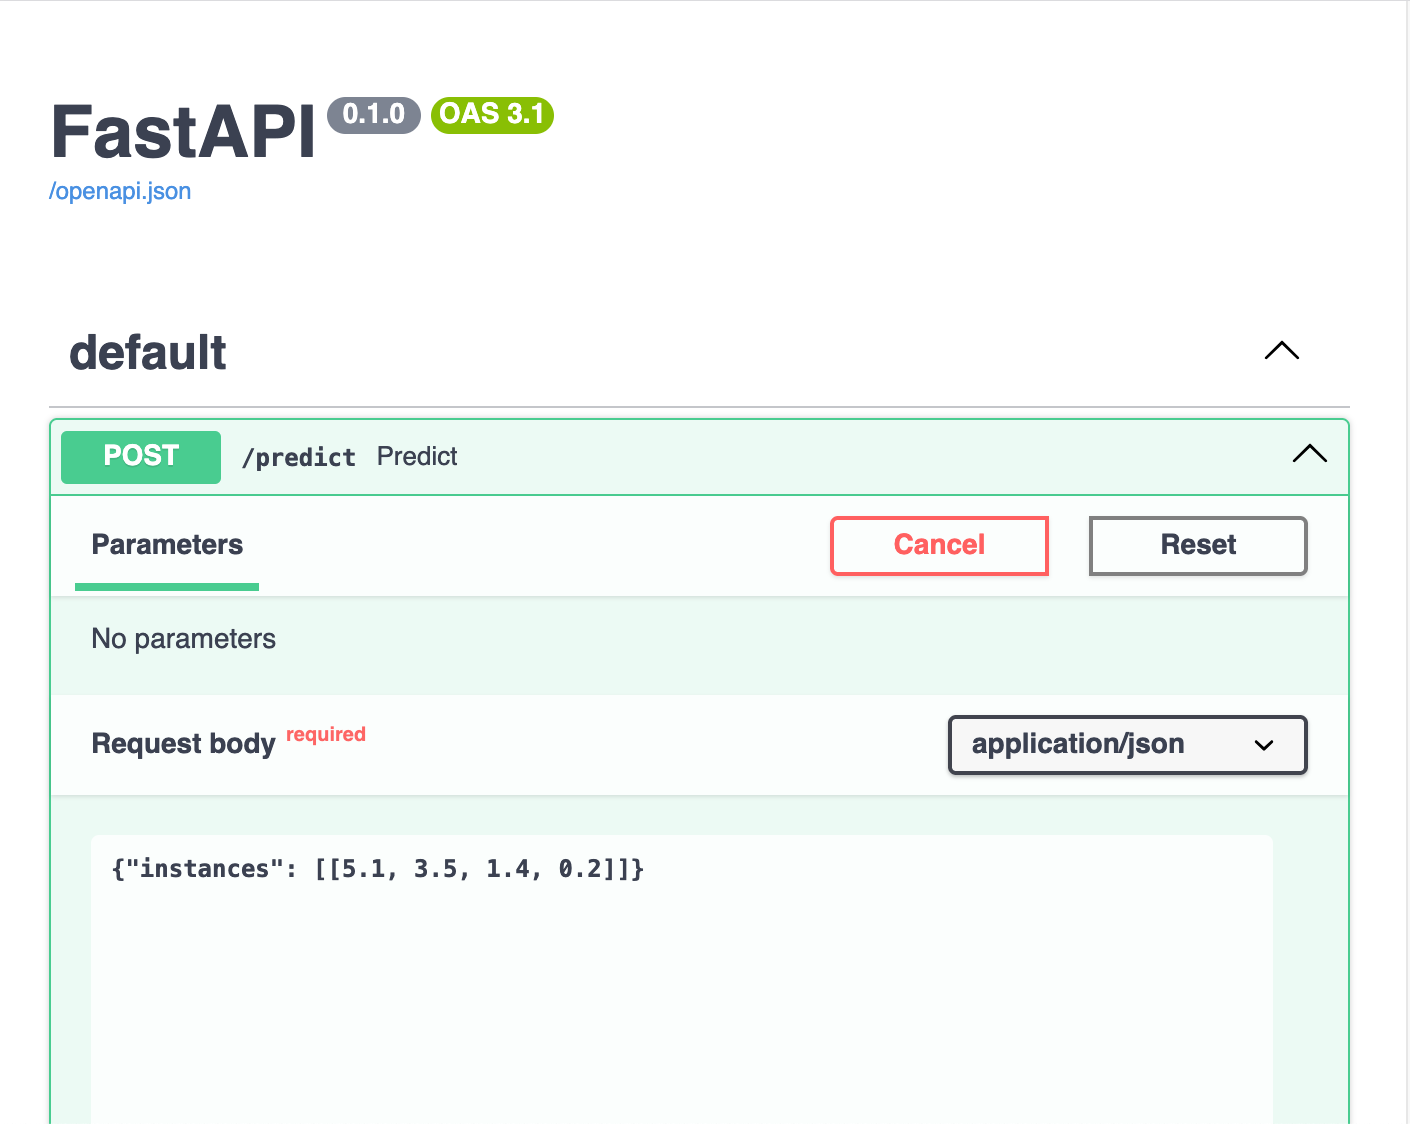 FastAPI 0.1.0 OAS 3.1
/openapi.json
default
POST /predict Predict
Parameters Cancel Reset
No parameters
Request body required application/json
{"instances": [[5.1, 3.5, 1.4, 0.2]]}